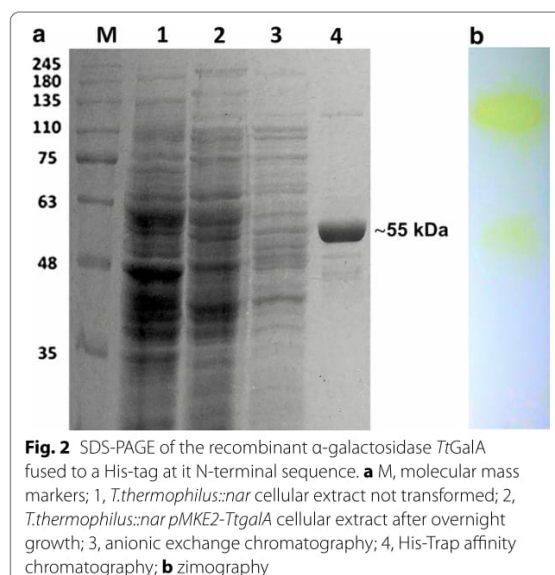 a M 1 2 3 4 b
245
180
135
110
75
63
~55 kDa
48
35
Fig. 2 SDS-PAGE of the recombinant α-galactosidase TtGalA
fused to a His-tag at it N-terminal sequence. a M, molecular mass
markers; 1, T.thermophilus::nar cellular extract not transformed; 2,
T.thermophilus::nar pMKE2-TtgalA cellular extract after overnight
growth; 3, anionic exchange chromatography; 4, His-Trap affinity
chromatography; b zimography